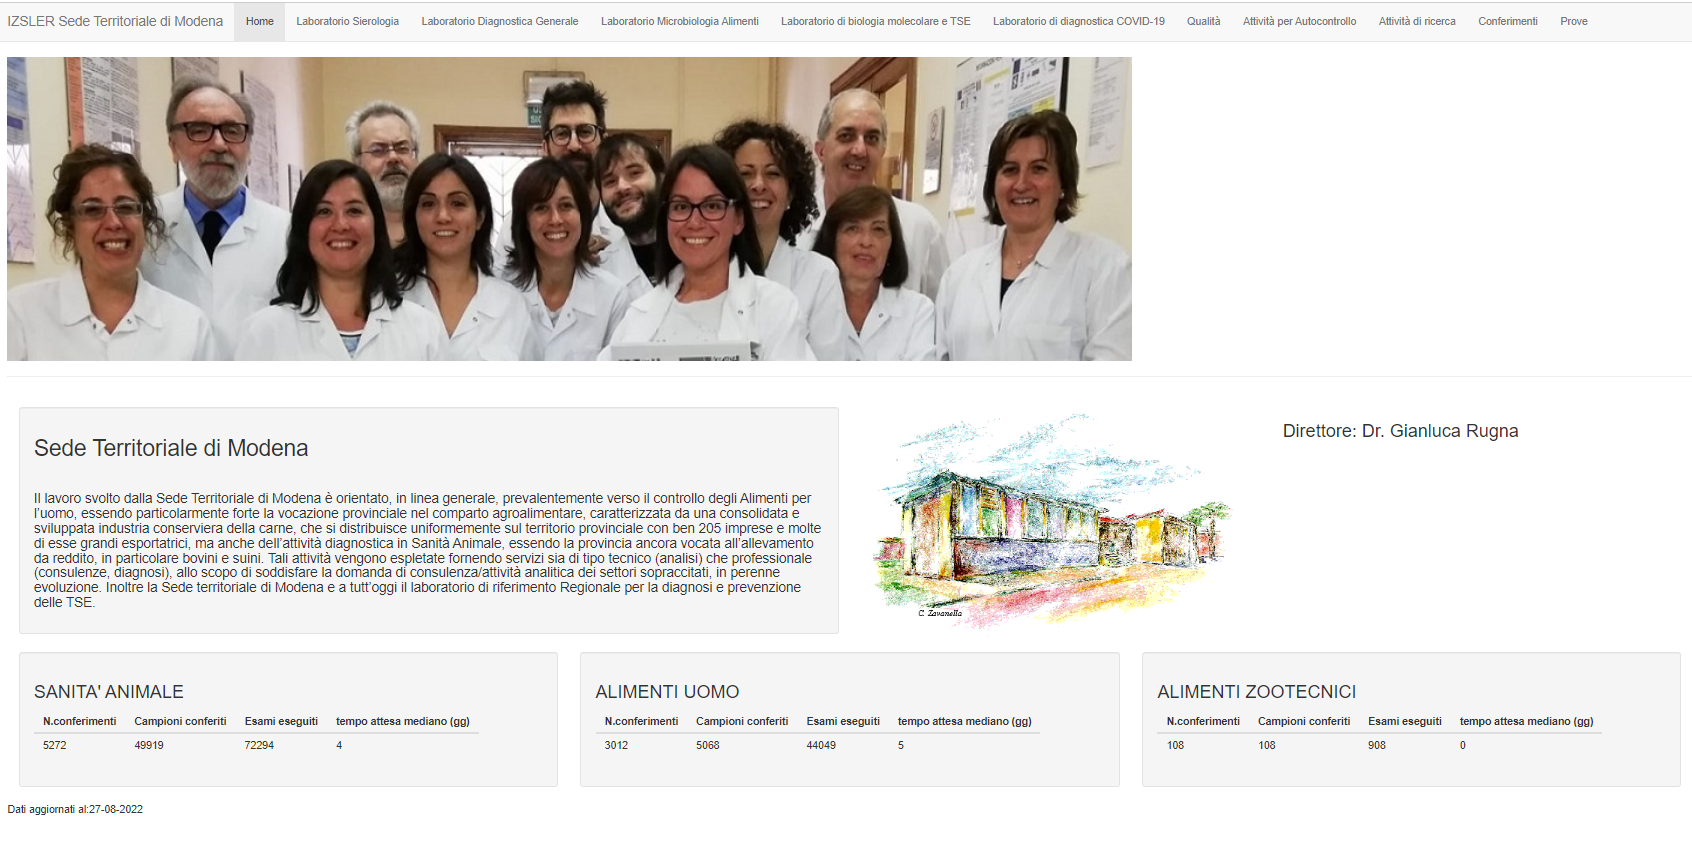 IZSLER Sede Territoriale di Modena Home Laboratorio Sierologia Laboratorio Diagnostica Generale Laboratorio Microbiologia Alimenti Laboratorio di biologia molecolare e TSE Laboratorio di diagnostica COVID-19 Qualità Attività per Autocontrollo Attività di ricerca Conferimenti Prove
Sede Territoriale di Modena
Il lavoro svolto dalla Sede Territoriale di Modena è orientato, in linea generale, prevalentemente verso il controllo degli Alimenti per
l'uomo, essendo particolarmente forte la vocazione provinciale nel comparto agroalimentare, caratterizzata da una consolidata e
sviluppata industria conserviera della carne, che si distribuisce uniformemente sul territorio provinciale con ben 205 imprese e molte
di esse grandi esportatrici, ma anche dell'attività diagnostica in Sanità Animale, essendo la provincia ancora vocata all'allevamento
da reddito, in particolare bovini e suini. Tali attività vengono espletate fornendo servizi sia di tipo tecnico (analisi) che professionale
(consulenze, diagnosi), allo scopo di soddisfare la domanda di consulenza/attività analitica dei settori sopraccitati, in perenne
evoluzione. Inoltre la Sede territoriale di Modena e a tutt'oggi il laboratorio di riferimento Regionale per la diagnosi e prevenzione
delle TSE.
C. Zavanella
Direttore: Dr. Gianluca Rugna
SANITA' ANIMALE
N.conferimenti Campioni conferiti Esami eseguiti tempo attesa mediano (gg)
5272 49919 72294 4
ALIMENTI UOMO
N.conferimenti Campioni conferiti Esami eseguiti tempo attesa mediano (gg)
3012 5068 44049 5
ALIMENTI ZOOTECNICI
N.conferimenti Campioni conferiti Esami eseguiti tempo attesa mediano (gg)
108 108 908 0
Dati aggiornati al:27-08-2022